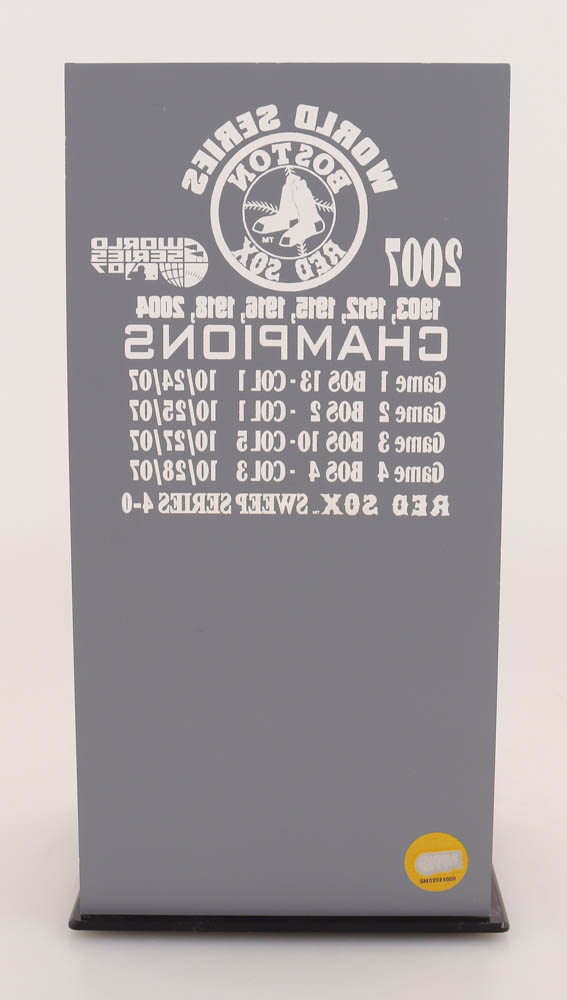 WORLD SERIES
BOSTON
RED SOX
TM
2007
WORLD
SERIES
07
1903, 1912, 1915, 1916, 1918, 2004
CHAMPIONS
Game 1 BOS 13 - COL 1 10/24/07
Game 2 BOS 2 - COL 1 10/25/07
Game 3 BOS 10 - COL 5 10/27/07
Game 4 BOS 4 - COL 3 10/28/07
RED SOX™ SWEEP SERIES 4-0